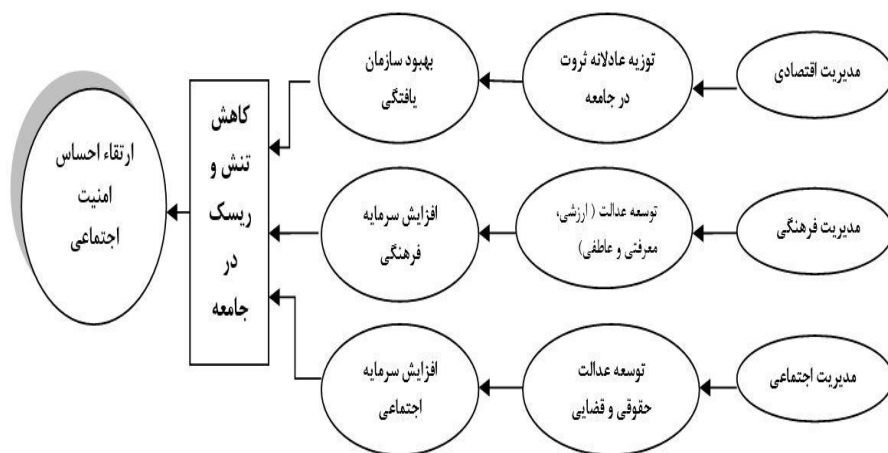 مدیریت اقتصادی
توزیه عادلانه ثروت
در جامعه
بهبود سازمان
یافتگی
مدیریت فرهنگی
توسعه عدالت ( ارزشی،
معرفتی و عاطفی)
افزایش سرمایه
فرهنگی
مدیریت اجتماعی
توسعه عدالت
حقوقی و قضایی
افزایش سرمایه
اجتماعی
کاهش
تنش و
ریسک
در
جامعه
ارتقاء احساس
امنیت
اجتماعی